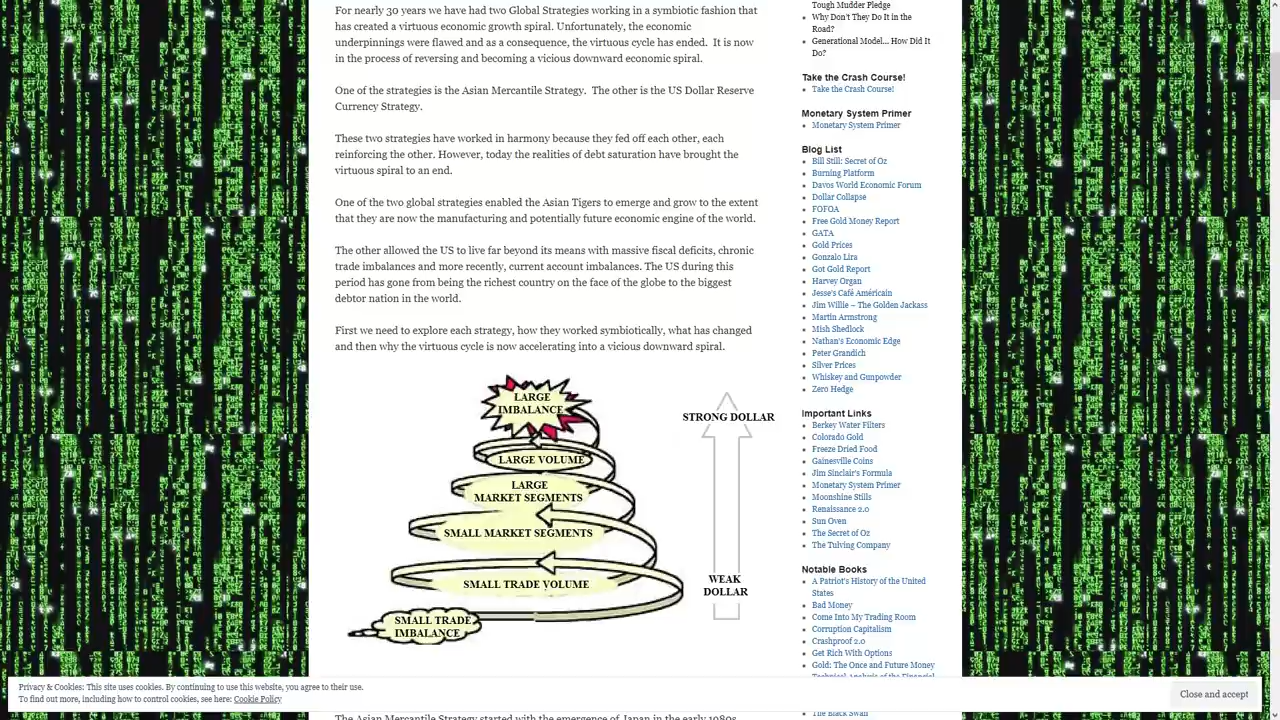 For nearly 30 years we have had two Global Strategies working in a symbiotic fashion that
has created a virtuous economic growth spiral. Unfortunately, the economic
underpinnings were flawed and as a consequence, the virtuous cycle has ended.  It is now
in the process of reversing and becoming a vicious downward economic spiral.
One of the strategies is the Asian Mercantile Strategy.  The other is the US Dollar Reserve
Currency Strategy.
These two strategies have worked in harmony because they fed off each other, each
reinforcing the other. However, today the realities of debt saturation have brought the
virtuous spiral to an end.
One of the two global strategies enabled the Asian Tigers to emerge and grow to the extent
that they are now the manufacturing and potentially future economic engine of the world.
The other allowed the US to live far beyond its means with massive fiscal deficits, chronic
trade imbalances and more recently, current account imbalances. The US during this
period has gone from being the richest country on the face of the globe to the biggest
debtor nation in the world.
First we need to explore each strategy, how they worked symbiotically, what has changed
and then why the virtuous cycle is now accelerating into a vicious downward spiral.
LARGE
IMBALANCE
LARGE VOLUME
LARGE
MARKET SEGMENTS
SMALL MARKET SEGMENTS
SMALL TRADE VOLUME
SMALL TRADE
IMBALANCE
STRONG DOLLAR
WEAK
DOLLAR
The Asian Mercantile Strategy started with the emergence of Japan in the early 1980s
Tough Mudder Pledge
Why Don't They Do It in the
Road?
Generational Model... How Did It
Do?
Take the Crash Course!
Take the Crash Course!
Monetary System Primer
Monetary System Primer
Blog List
Bill Still: Secret of Oz
Burning Platform
Davos World Economic Forum
Dollar Collapse
FOFOA
Free Gold Money Report
GATA
Gold Prices
Gonzalo Lira
Got Gold Report
Harvey Organ
Jesse's Café Américain
Jim Willie – The Golden Jackass
Martin Armstrong
Mish Shedlock
Nathan's Economic Edge
Peter Grandich
Silver Prices
Whiskey and Gunpowder
Zero Hedge
Important Links
Berkey Water Filters
Colorado Gold
Freeze Dried Food
Gainesville Coins
Jim Sinclair's Formula
Monetary System Primer
Moonshine Stills
Renaissance 2.0
Sun Oven
The Secret of Oz
The Tulving Company
Notable Books
A Patriot's History of the United
States
Bad Money
Come Into My Trading Room
Corruption Capitalism
Crashproof 2.0
Get Rich With Options
Gold: The Once and Future Money
Technical Analysis of the Financial
The Black Swan
Privacy & Cookies: This site uses cookies. By continuing to use this website, you agree to their use.
To find out more, including how to control cookies, see here: Cookie Policy
Close and accept